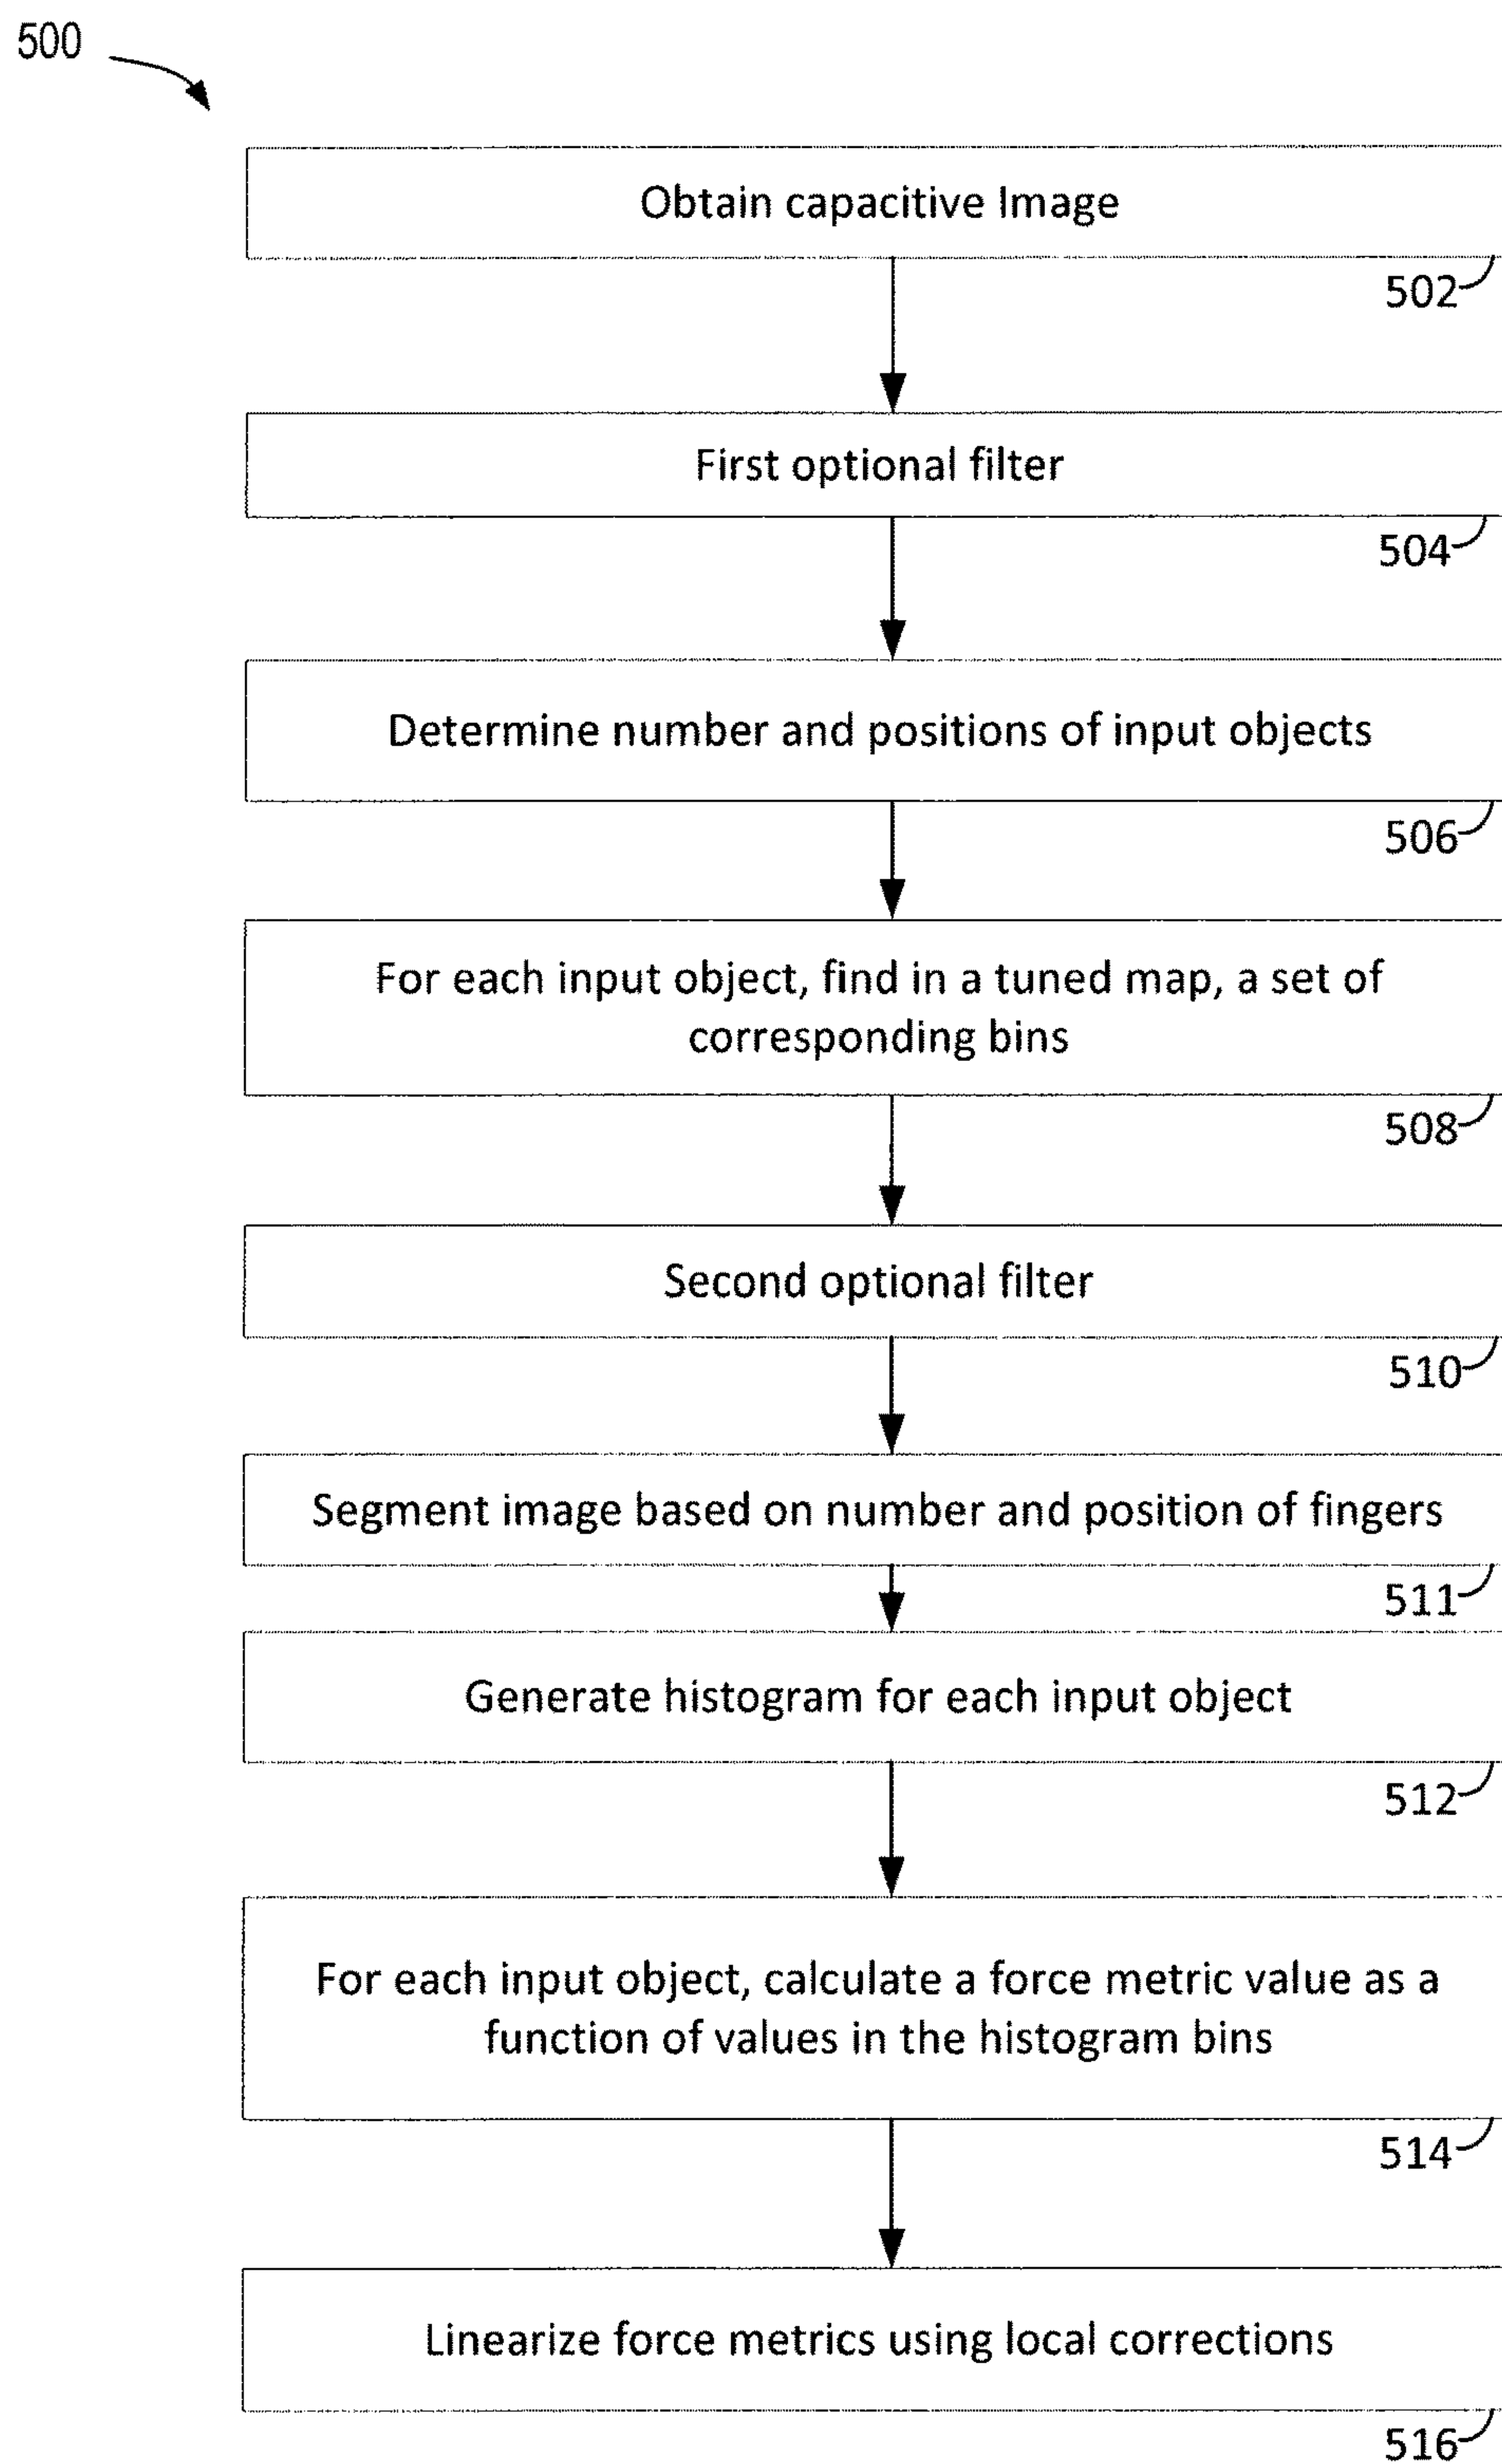 500
Obtain capacitive Image
502
First optional filter
504
Determine number and positions of input objects
506
For each input object, find in a tuned map, a set of
corresponding bins
508
Second optional filter
510
Segment image based on number and position of fingers
511
Generate histogram for each input object
512
For each input object, calculate a force metric value as a
function of values in the histogram bins
514
Linearize force metrics using local corrections
516